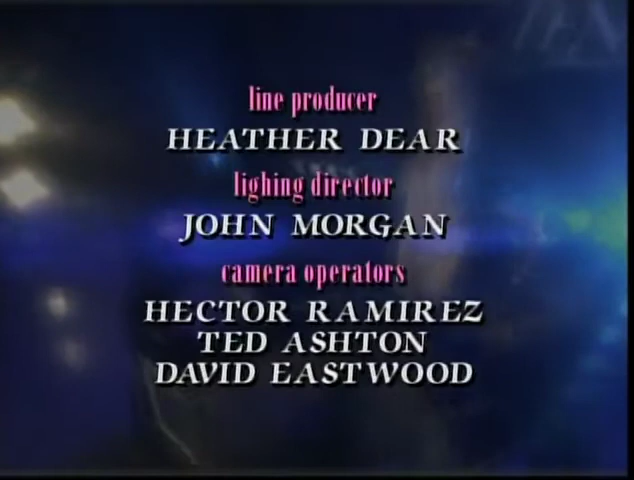 line producer
HEATHER DEAR
lighing director
JOHN MORGAN
camera operators
HECTOR RAMIREZ
TED ASHTON
DAVID EASTWOOD